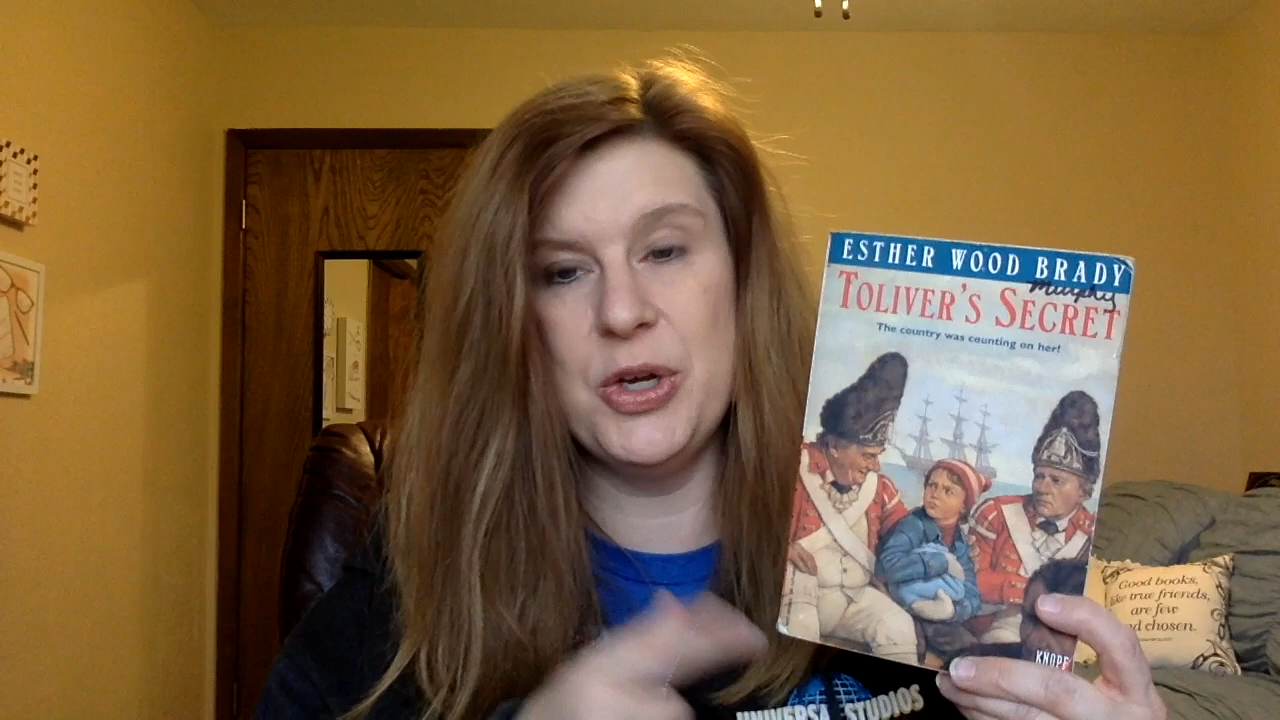 ESTHER WOOD BRADY
Murphy
TOLIVER'S SECRET
The country was counting on her!
KNOPF
Good books,
like true friends,
are few
nd chosen.
UNIVERSA STUDIOS